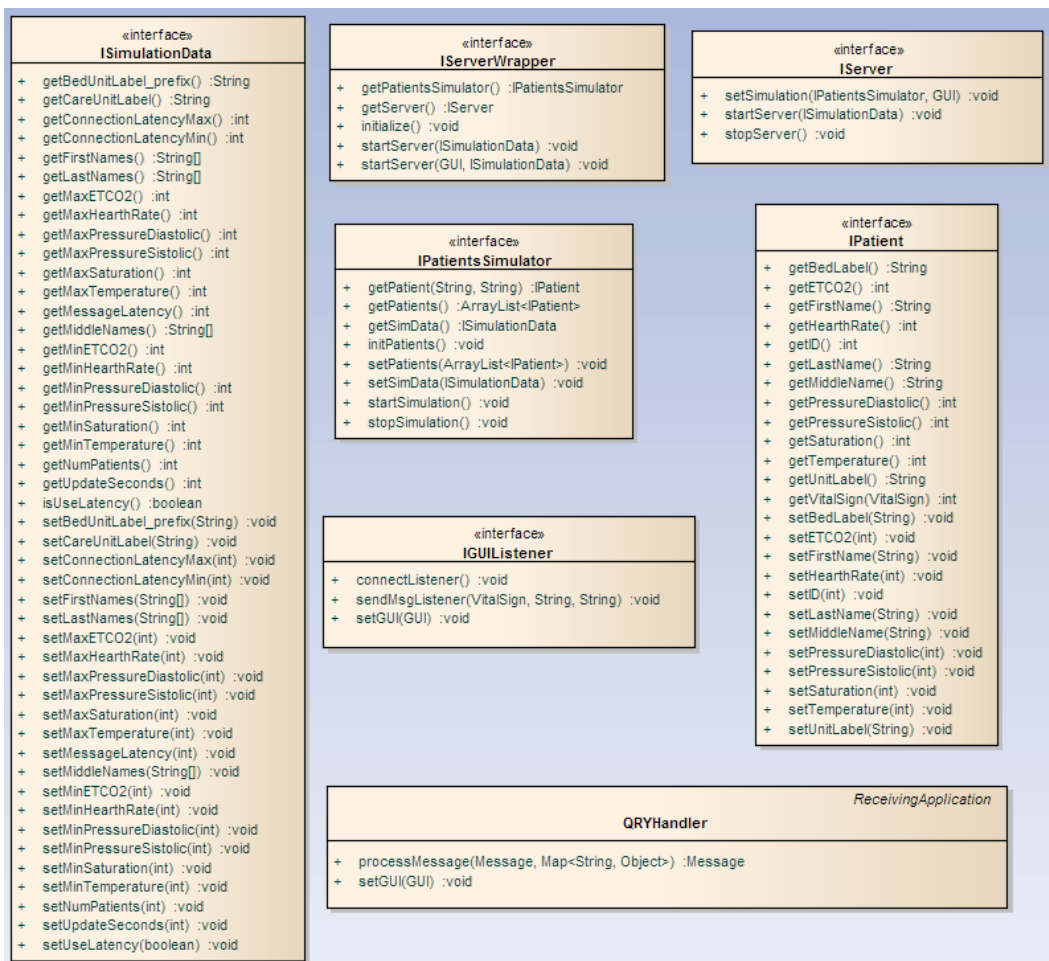 «interface»
ISimulationData
+ getBedUnitLabel_prefix() :String
+ getCareUnitLabel() :String
+ getConnectionLatencyMax() :int
+ getConnectionLatencyMin() :int
+ getFirstNames() :String[]
+ getLastNames() :String[]
+ getMaxETCO2() :int
+ getMaxHearthRate() :int
+ getMaxPressureDiastolic() :int
+ getMaxPressureSistolic() :int
+ getMaxSaturation() :int
+ getMaxTemperature() :int
+ getMessageLatency() :int
+ getMiddleNames() :String[]
+ getMinETCO2() :int
+ getMinHearthRate() :int
+ getMinPressureDiastolic() :int
+ getMinPressureSistolic() :int
+ getMinSaturation() :int
+ getMinTemperature() :int
+ getNumPatients() :int
+ getUpdateSeconds() :int
+ isUseLatency() :boolean
+ setBedUnitLabel_prefix(String) :void
+ setCareUnitLabel(String) :void
+ setConnectionLatencyMax(int) :void
+ setConnectionLatencyMin(int) :void
+ setFirstNames(String[]) :void
+ setLastNames(String[]) :void
+ setMaxETCO2(int) :void
+ setMaxHearthRate(int) :void
+ setMaxPressureDiastolic(int) :void
+ setMaxPressureSistolic(int) :void
+ setMaxSaturation(int) :void
+ setMaxTemperature(int) :void
+ setMessageLatency(int) :void
+ setMiddleNames(String[]) :void
+ setMinETCO2(int) :void
+ setMinHearthRate(int) :void
+ setMinPressureDiastolic(int) :void
+ setMinPressureSistolic(int) :void
+ setMinSaturation(int) :void
+ setMinTemperature(int) :void
+ setNumPatients(int) :void
+ setUpdateSeconds(int) :void
+ setUseLatency(boolean) :void
«interface»
IServerWrapper
+ getPatientsSimulator() :IPatientsSimulator
+ getServer() :IServer
+ initialize() :void
+ startServer(ISimulationData) :void
+ startServer(GUI, ISimulationData) :void
«interface»
IServer
+ setSimulation(IPatientsSimulator, GUI) :void
+ startServer(ISimulationData) :void
+ stopServer() :void
«interface»
IPatientsSimulator
+ getPatient(String, String) :IPatient
+ getPatients() :ArrayList<IPatient>
+ getSimData() :ISimulationData
+ initPatients() :void
+ setPatients(ArrayList<IPatient>) :void
+ setSimData(ISimulationData) :void
+ startSimulation() :void
+ stopSimulation() :void
«interface»
IPatient
+ getBedLabel() :String
+ getETCO2() :int
+ getFirstName() :String
+ getHearthRate() :int
+ getID() :int
+ getLastName() :String
+ getMiddleName() :String
+ getPressureDiastolic() :int
+ getPressureSistolic() :int
+ getSaturation() :int
+ getTemperature() :int
+ getUnitLabel() :String
+ getVitalSign(VitalSign) :int
+ setBedLabel(String) :void
+ setETCO2(int) :void
+ setFirstName(String) :void
+ setHearthRate(int) :void
+ setID(int) :void
+ setLastName(String) :void
+ setMiddleName(String) :void
+ setPressureDiastolic(int) :void
+ setPressureSistolic(int) :void
+ setSaturation(int) :void
+ setTemperature(int) :void
+ setUnitLabel(String) :void
«interface»
IGUIListener
+ connectListener() :void
+ sendMsgListener(VitalSign, String, String) :void
+ setGUI(GUI) :void
ReceivingApplication
QRYHandler
+ processMessage(Message, Map<String, Object>) :Message
+ setGUI(GUI) :void